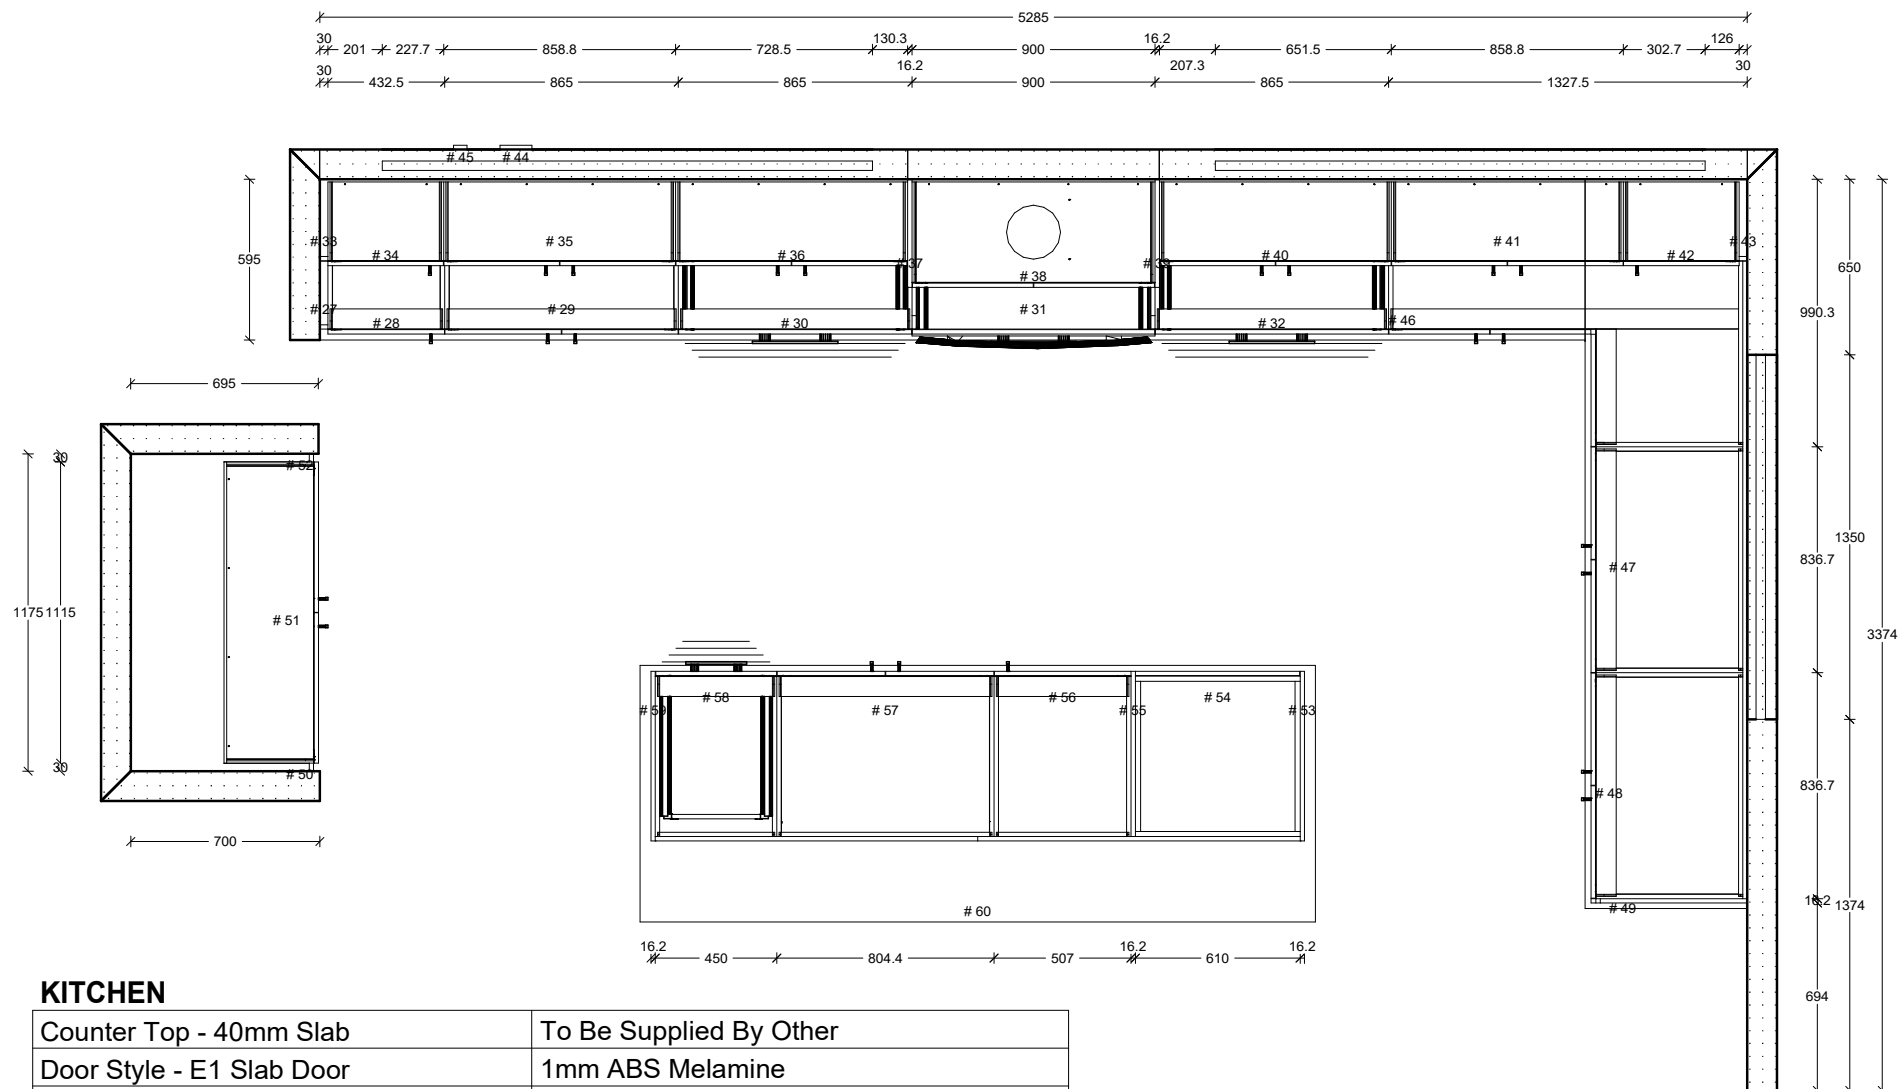 5285
30 201 227.7 858.8 728.5 130.3 900 16.2 651.5 858.8 302.7 126
30 16.2 207.3 30
432.5 865 865 900 865 1327.5
# 45 # 44
# 33 # 34 # 35 # 36 # 37 # 38 # 39 # 40 # 41 # 42 # 43
595
650
# 27 # 28 # 29 # 30 # 31 # 32 # 46
990.3
695
30
# 52
1350
836.7
# 47
1175 1115
# 51
3374
# 59 # 58 # 57 # 56 # 55 # 54 # 53
30
# 50
836.7
# 48
700
16.2
1374
# 49
# 60
16.2 450 804.4 507 16.2 610 16.2
694
KITCHEN
Counter Top - 40mm Slab To Be Supplied By Other
Door Style - E1 Slab Door 1mm ABS Melamine